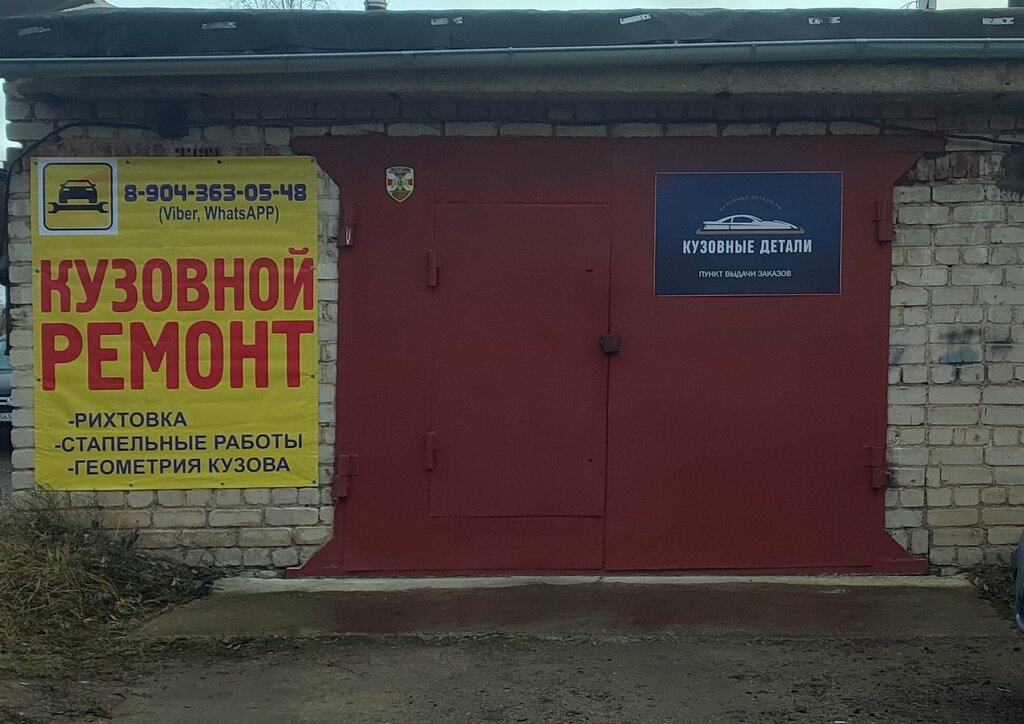 8-904-363-05-48
(Viber, WhatsAPP)
КУЗОВНОЙ
РЕМОНТ
-РИХТОВКА
-СТАПЕЛЬНЫЕ РАБОТЫ
-ГЕОМЕТРИЯ КУЗОВА
КУЗОВНЫЕ ДЕТАЛИ
ПУНКТ ВЫДАЧИ ЗАКАЗОВ